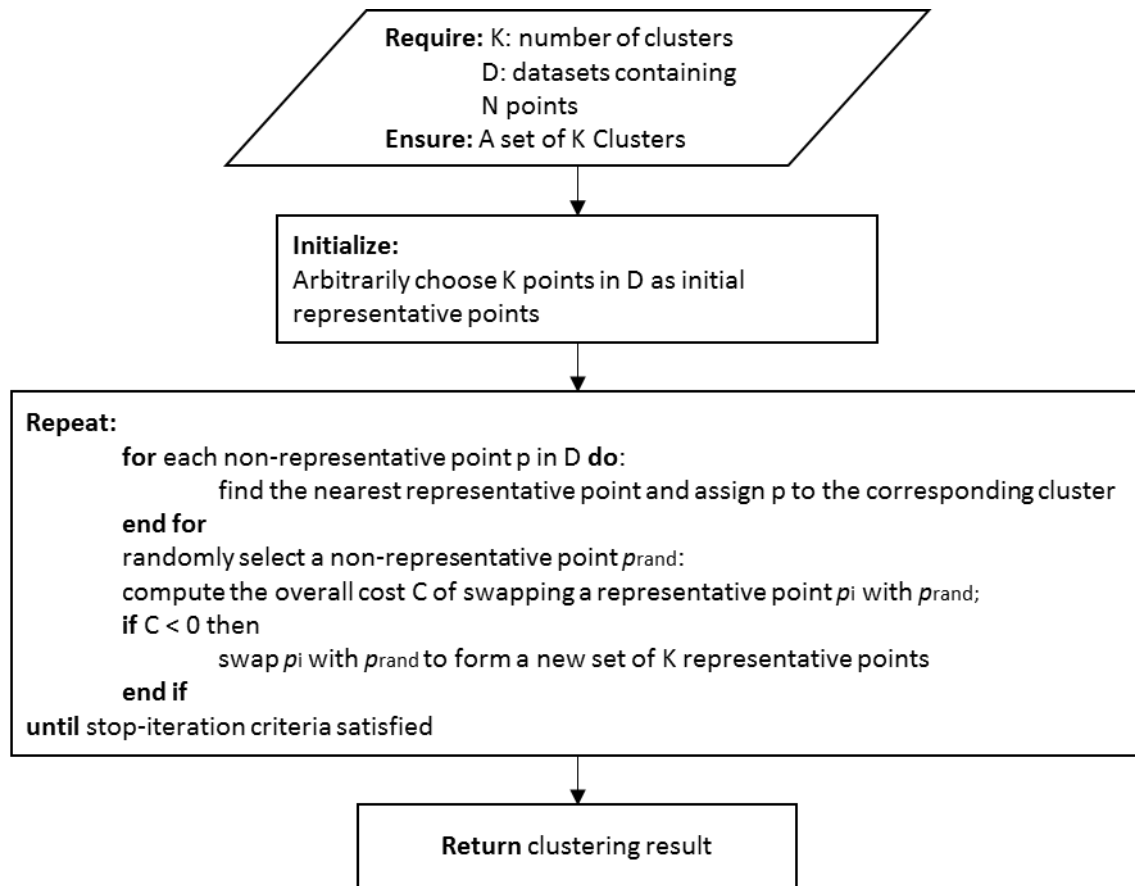 Require: K: number of clusters
D: datasets containing
N points
Ensure: A set of K Clusters
Initialize:
Arbitrarily choose K points in D as initial
representative points
Repeat:
for each non-representative point p in D do:
find the nearest representative point and assign p to the corresponding cluster
end for
randomly select a non-representative point prand:
compute the overall cost C of swapping a representative point pi with prand;
if C < 0 then
swap pi with prand to form a new set of K representative points
end if
until stop-iteration criteria satisfied
Return clustering result